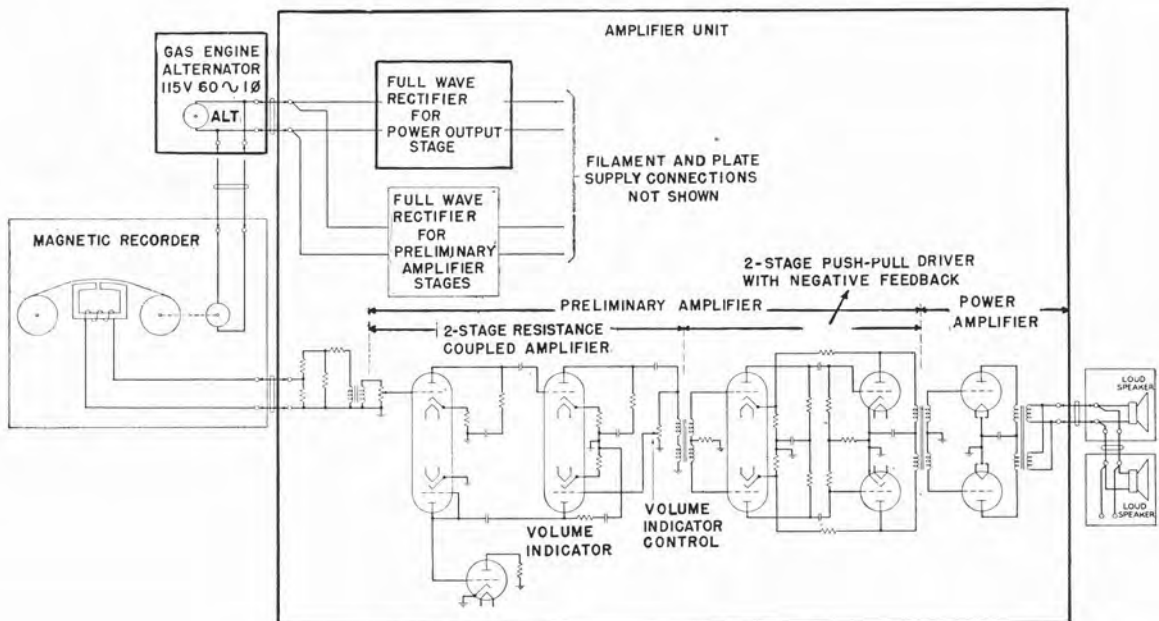 AMPLIFIER UNIT
GAS ENGINE
ALTERNATOR
115V 60 ~ 1Ø
ALT.
FULL WAVE
RECTIFIER
FOR
POWER OUTPUT
STAGE
FILAMENT AND PLATE
SUPPLY CONNECTIONS
NOT SHOWN
FULL WAVE
RECTIFIER
FOR
PRELIMINARY
AMPLIFIER
STAGES
MAGNETIC RECORDER
2-STAGE PUSH-PULL DRIVER
WITH NEGATIVE FEEDBACK
PRELIMINARY AMPLIFIER
POWER
AMPLIFIER
2-STAGE RESISTANCE
COUPLED AMPLIFIER
LOUD
SPEAKER
LOUD
SPEAKER
VOLUME
INDICATOR
VOLUME
INDICATOR
CONTROL